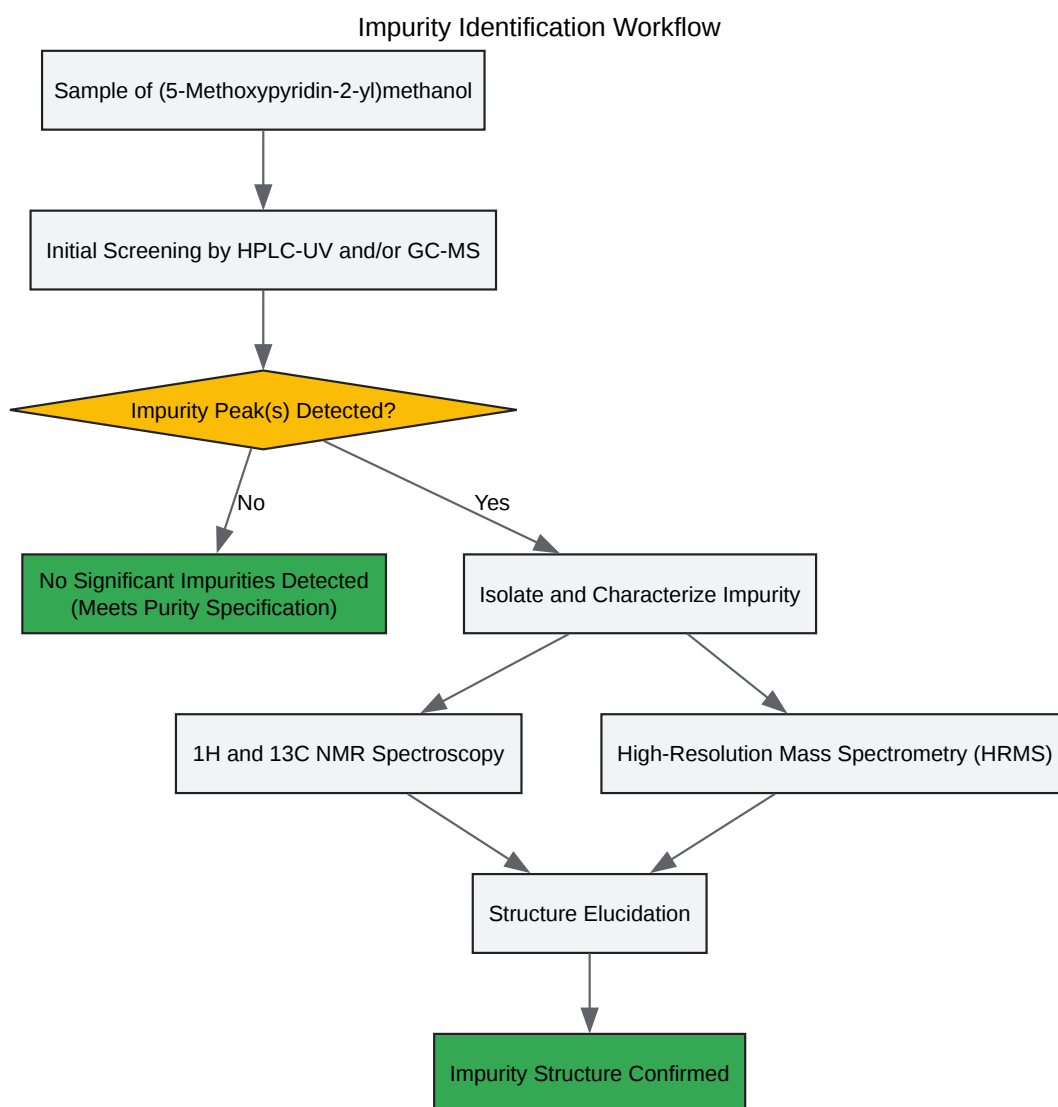 Impurity Identification Workflow
Sample of (5-Methoxypyridin-2-yl)methanol
Initial Screening by HPLC-UV and/or GC-MS
Impurity Peak(s) Detected?
No
Yes
No Significant Impurities Detected
(Meets Purity Specification)
Isolate and Characterize Impurity
1H and 13C NMR Spectroscopy
High-Resolution Mass Spectrometry (HRMS)
Structure Elucidation
Impurity Structure Confirmed